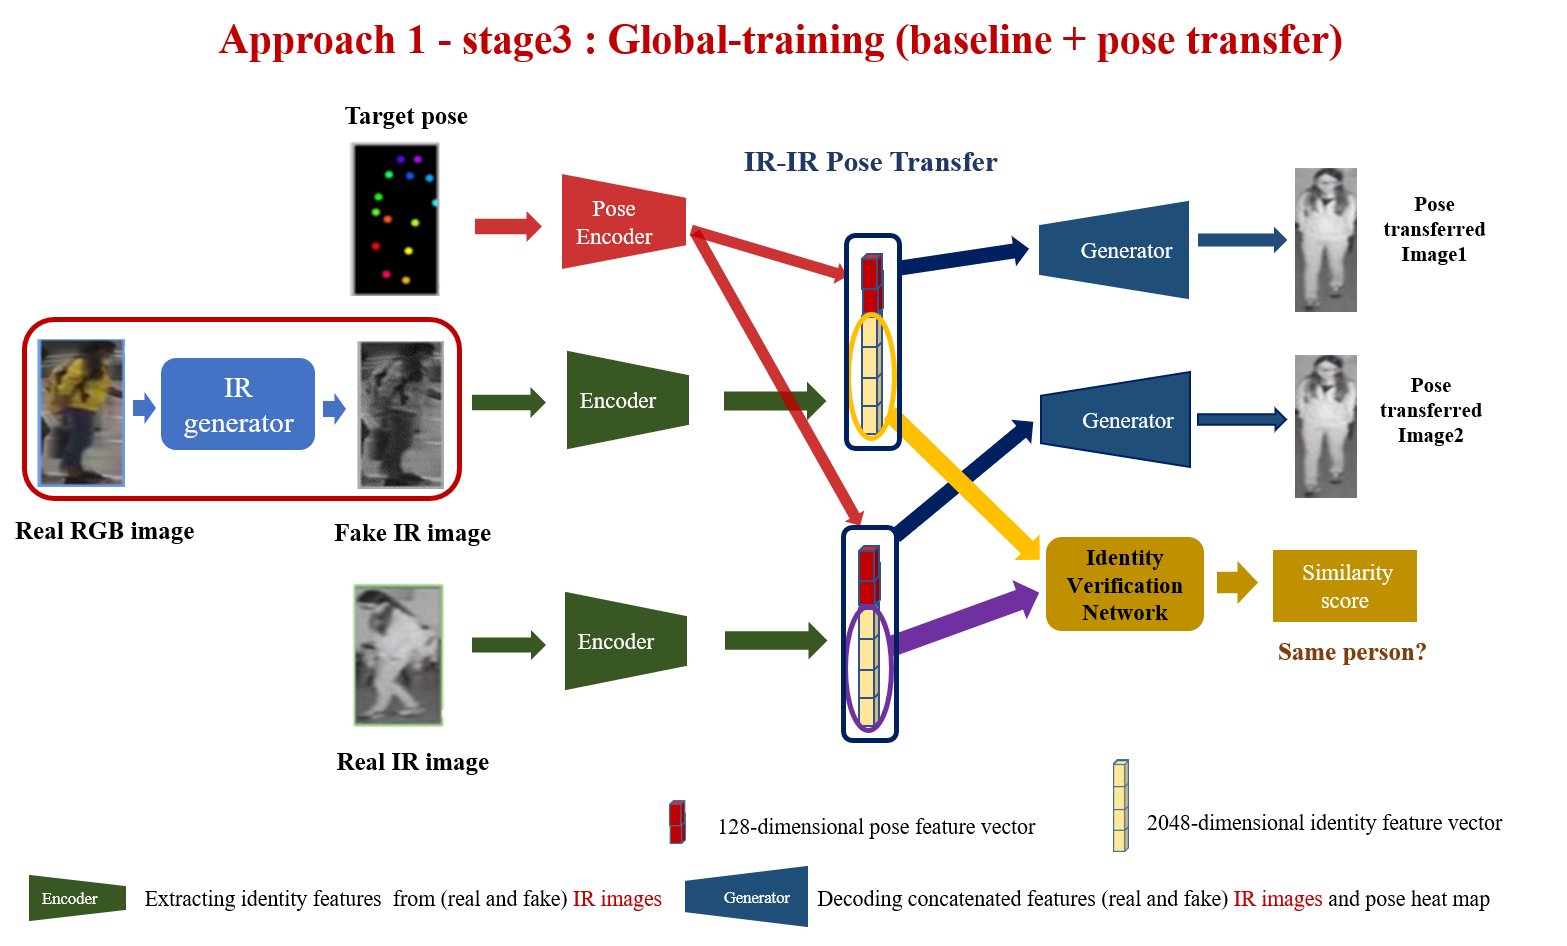 Approach 1 - stage3 : Global-training (baseline + pose transfer)
Target pose
IR-IR Pose Transfer
Pose
Encoder
Generator
Pose
transferred
Image1
IR
generator
Encoder
Generator
Pose
transferred
Image2
Real RGB image
Fake IR image
Identity
Verification
Network
Similarity
score
Encoder
Same person?
Real IR image
128-dimensional pose feature vector
2048-dimensional identity feature vector
Encoder
Extracting identity features from (real and fake) IR images
Generator
Decoding concatenated features (real and fake) IR images and pose heat map